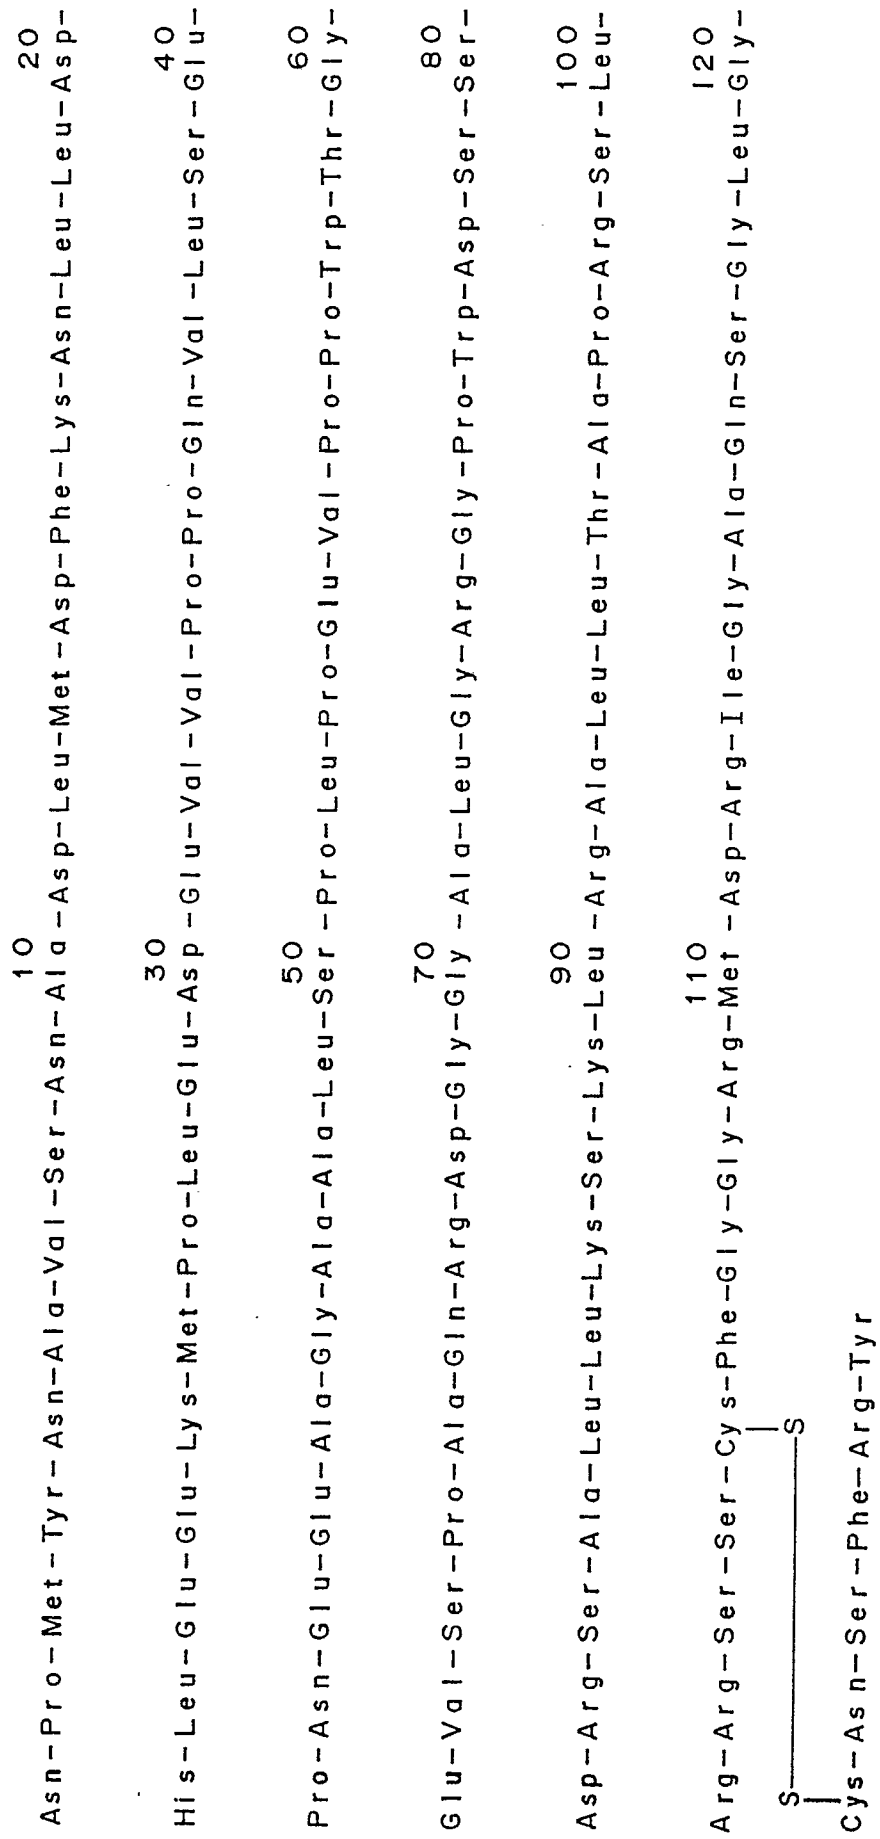 10 20
Asn-Pro-Met-Tyr-Asn-Ala-Val-Ser-Asn-Ala-Asp-Leu-Met-Asp-Phe-Lys-Asn-Leu-Leu-Asp-
30 40
His-Leu-Glu-Glu-Lys-Met-Pro-Leu-Glu-Asp-Glu-Val-Val-Pro-Pro-Gln-Val-Leu-Ser-Glu-
50 60
Pro-Asn-Glu-Glu-Ala-Gly-Ala-Ala-Leu-Ser-Pro-Leu-Pro-Glu-Val-Pro-Pro-Trp-Thr-Gly-
70 80
Glu-Val-Ser-Pro-Ala-Gln-Arg-Asp-Gly-Gly-Ala-Leu-Gly-Arg-Gly-Pro-Trp-Asp-Ser-Ser-
90 100
Asp-Arg-Ser-Ala-Leu-Leu-Lys-Ser-Lys-Leu-Arg-Ala-Leu-Leu-Thr-Ala-Pro-Arg-Ser-Leu-
110 120
Arg-Arg-Ser-Ser-Cys-Phe-Gly-Gly-Arg-Met-Asp-Arg-Ile-Gly-Ala-Gln-Ser-Gly-Leu-Gly-
S S
Cys-Asn-Ser-Phe-Arg-Tyr